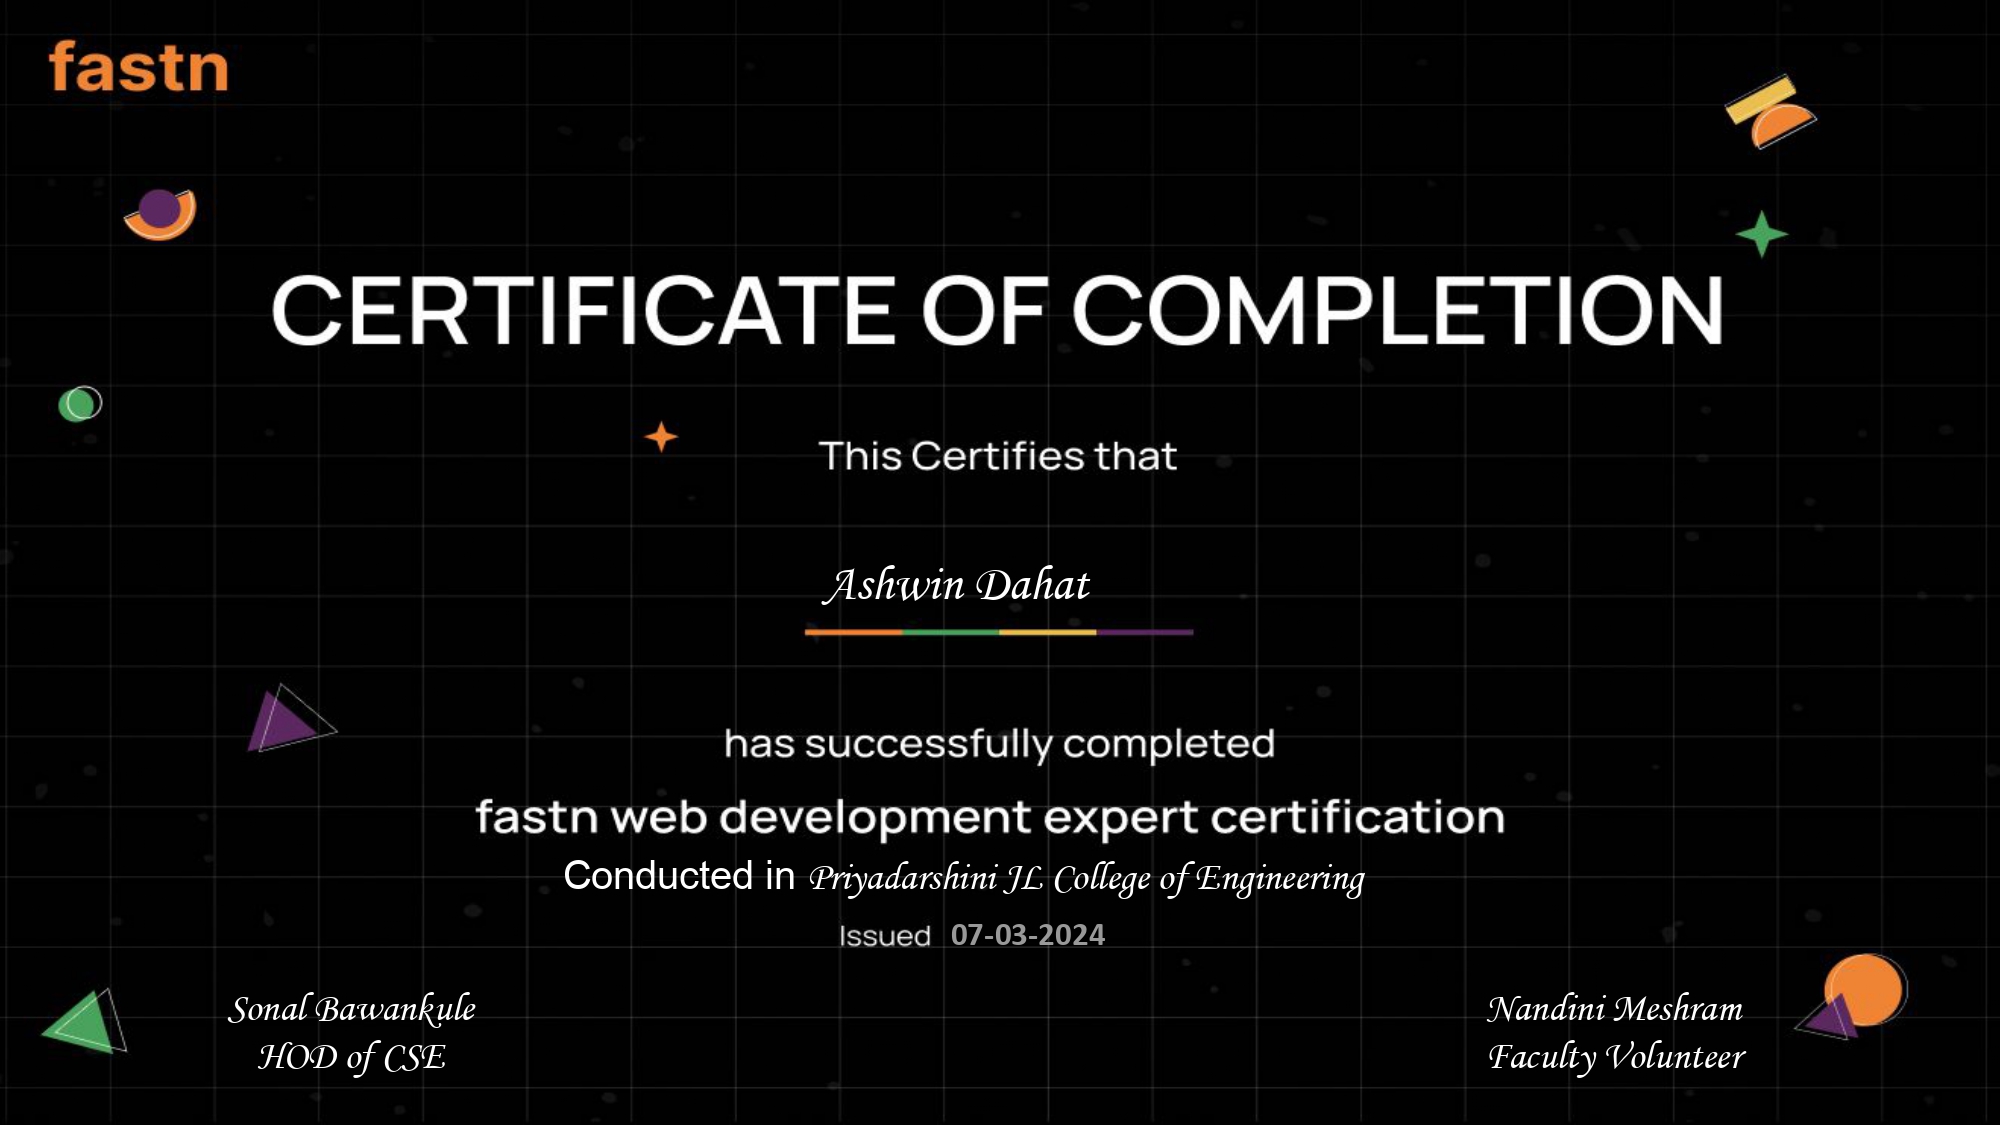 fastn
CERTIFICATE OF COMPLETION
This Certifies that
Ashwin Dahat
has successfully completed
fastn web development expert certification
Conducted in Priyadarshini JL College of Engineering
Issued 07-03-2024
Sonal Bawankule
HOD of CSE
Nandini Meshram
Faculty Volunteer